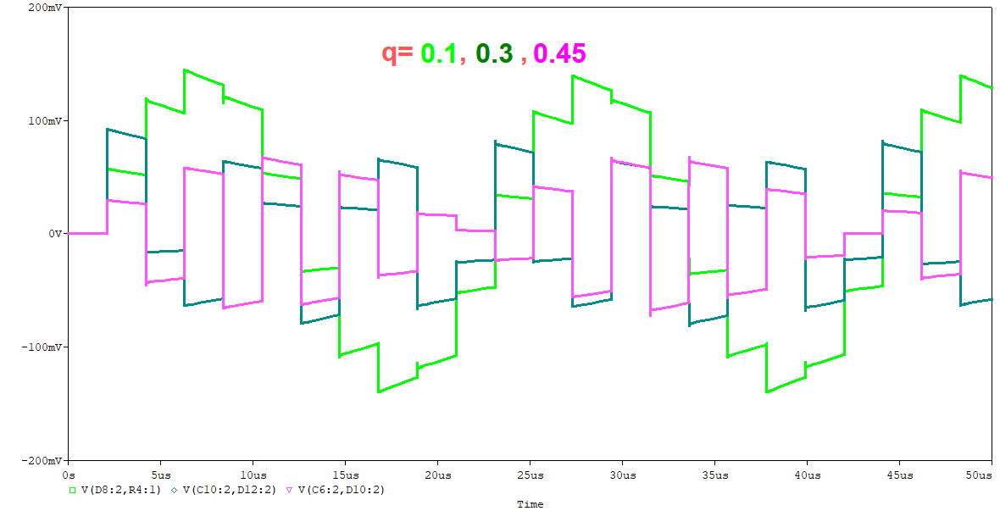 200mV
q= 0.1, 0.3 , 0.45
100mV
0V
-100mV
-200mV
0s 5us 10us 15us 20us 25us 30us 35us 40us 45us 50us
V(D8:2,R4:1) V(C10:2,D12:2) V(C6:2,D10:2)
Time